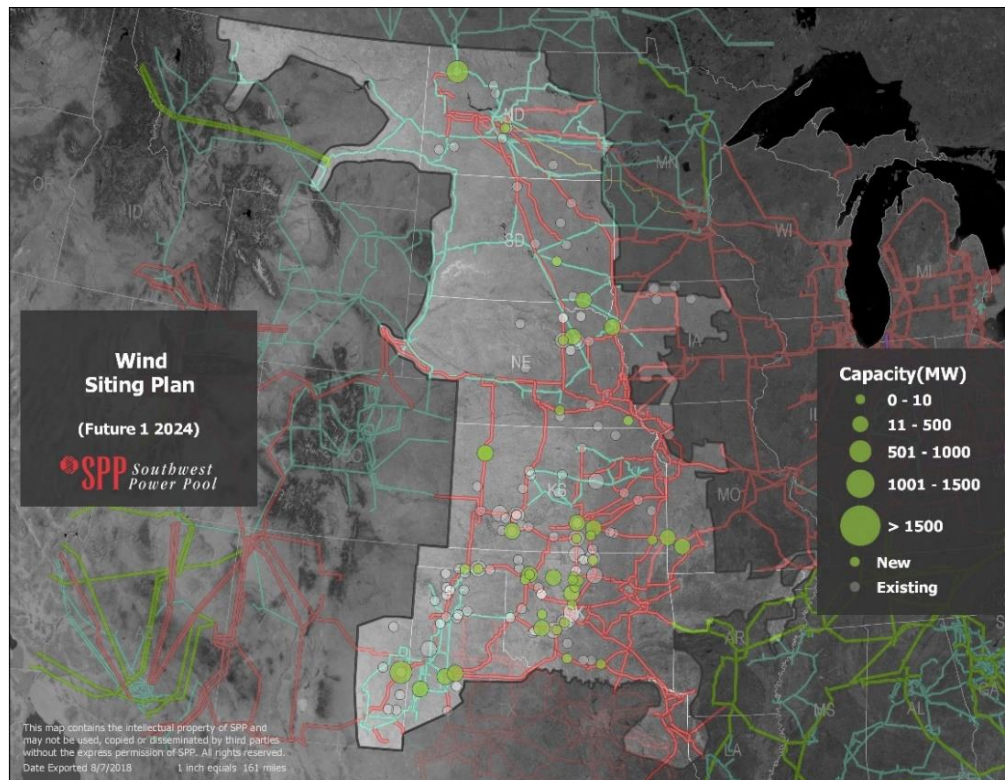 Wind
Siting Plan
(Future 1 2024)
SPP Southwest
Power Pool
Capacity(MW)
0 - 10
11 - 500
501 - 1000
1001 - 1500
> 1500
New
Existing
ND
MN
OR
ID
SD
WI
MI
NE
IA
KS
MO
AR
MS
AL
LA
This map contains the intellectual property of SPP and
may not be used, copied or disseminated by third parties
without the express permission of SPP. All rights reserved.
Date Exported 8/7/2018 1 inch equals 161 miles